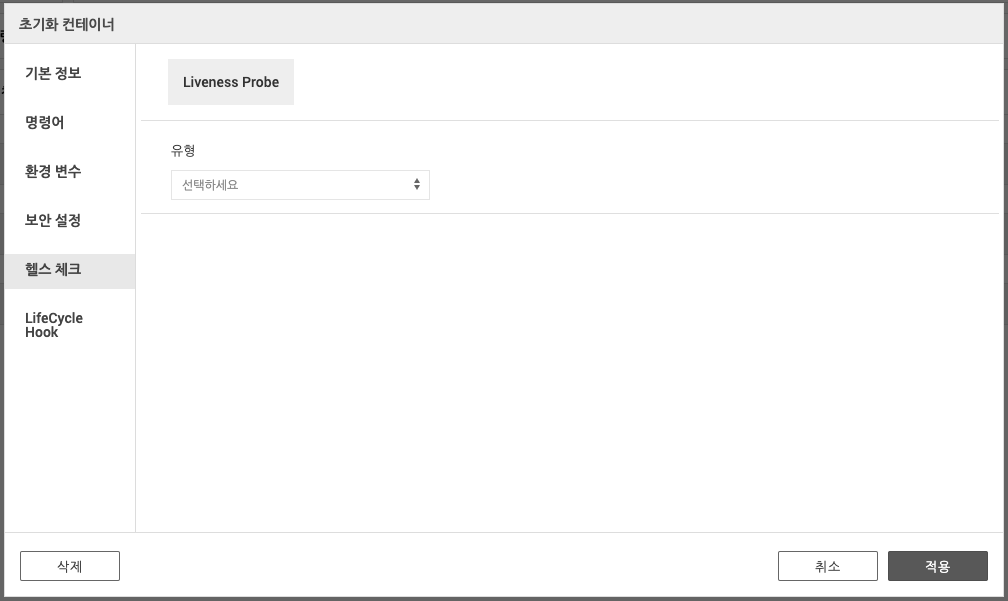 초기화 컨테이너
기본 정보
명령어
환경 변수
보안 설정
헬스 체크
LifeCycle
Hook
Liveness Probe
유형
선택하세요
삭제
취소
적용